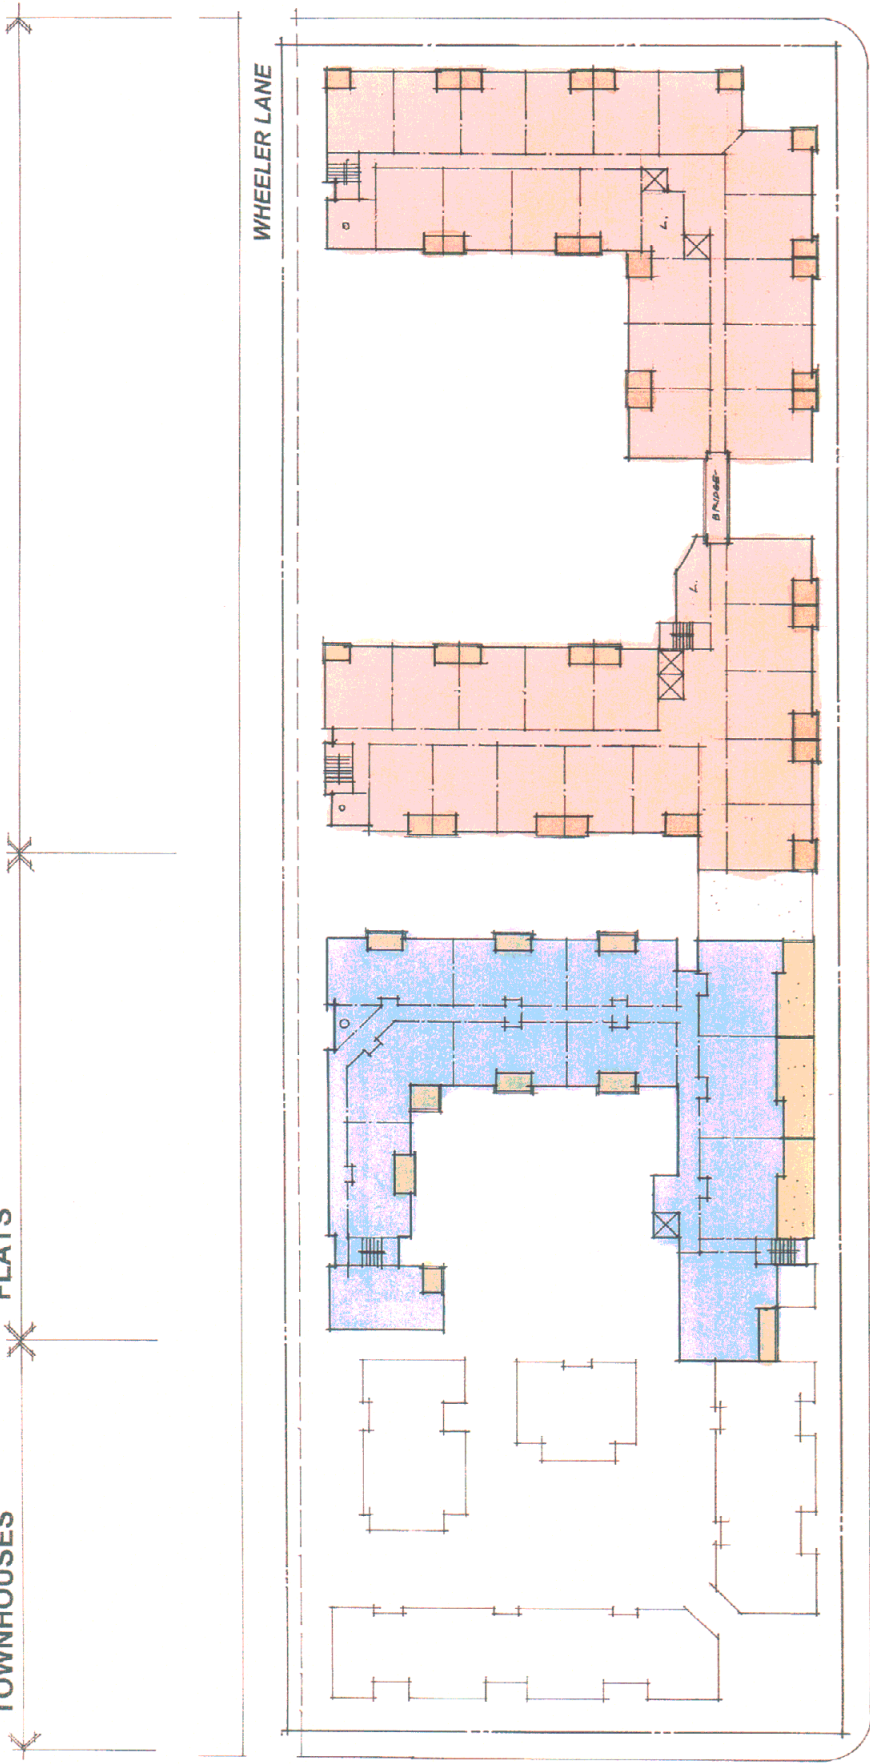 WHEELER LANE
L.
BRIDGE
L.
FLATS
TOWNHOUSES